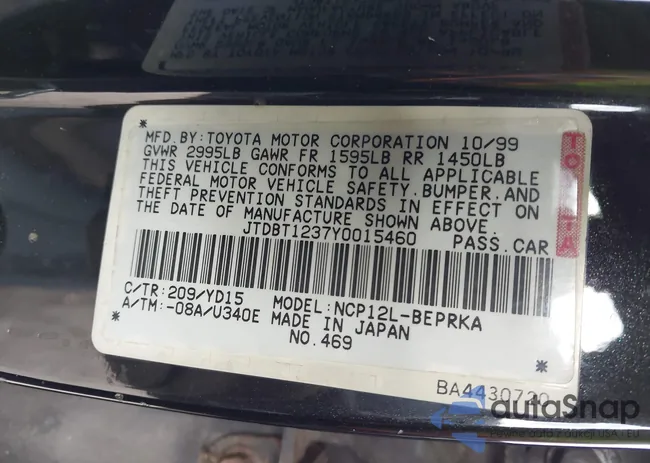 MFD. BY: TOYOTA MOTOR CORPORATION 10/99
GVWR 2995LB GAWR FR 1595LB RR 1450LB
THIS VEHICLE CONFORMS TO ALL APPLICABLE
FEDERAL MOTOR VEHICLE SAFETY, BUMPER, AND
THEFT PREVENTION STANDARDS IN EFFECT ON
THE DATE OF MANUFACTURE SHOWN ABOVE.
JTDBT1237Y0015460 PASS. CAR
C/TR: 209/YD15 MODEL: NCP12L-BEPRKA
A/TM: -08A/U340E MADE IN JAPAN
NO. 469
autoSnap